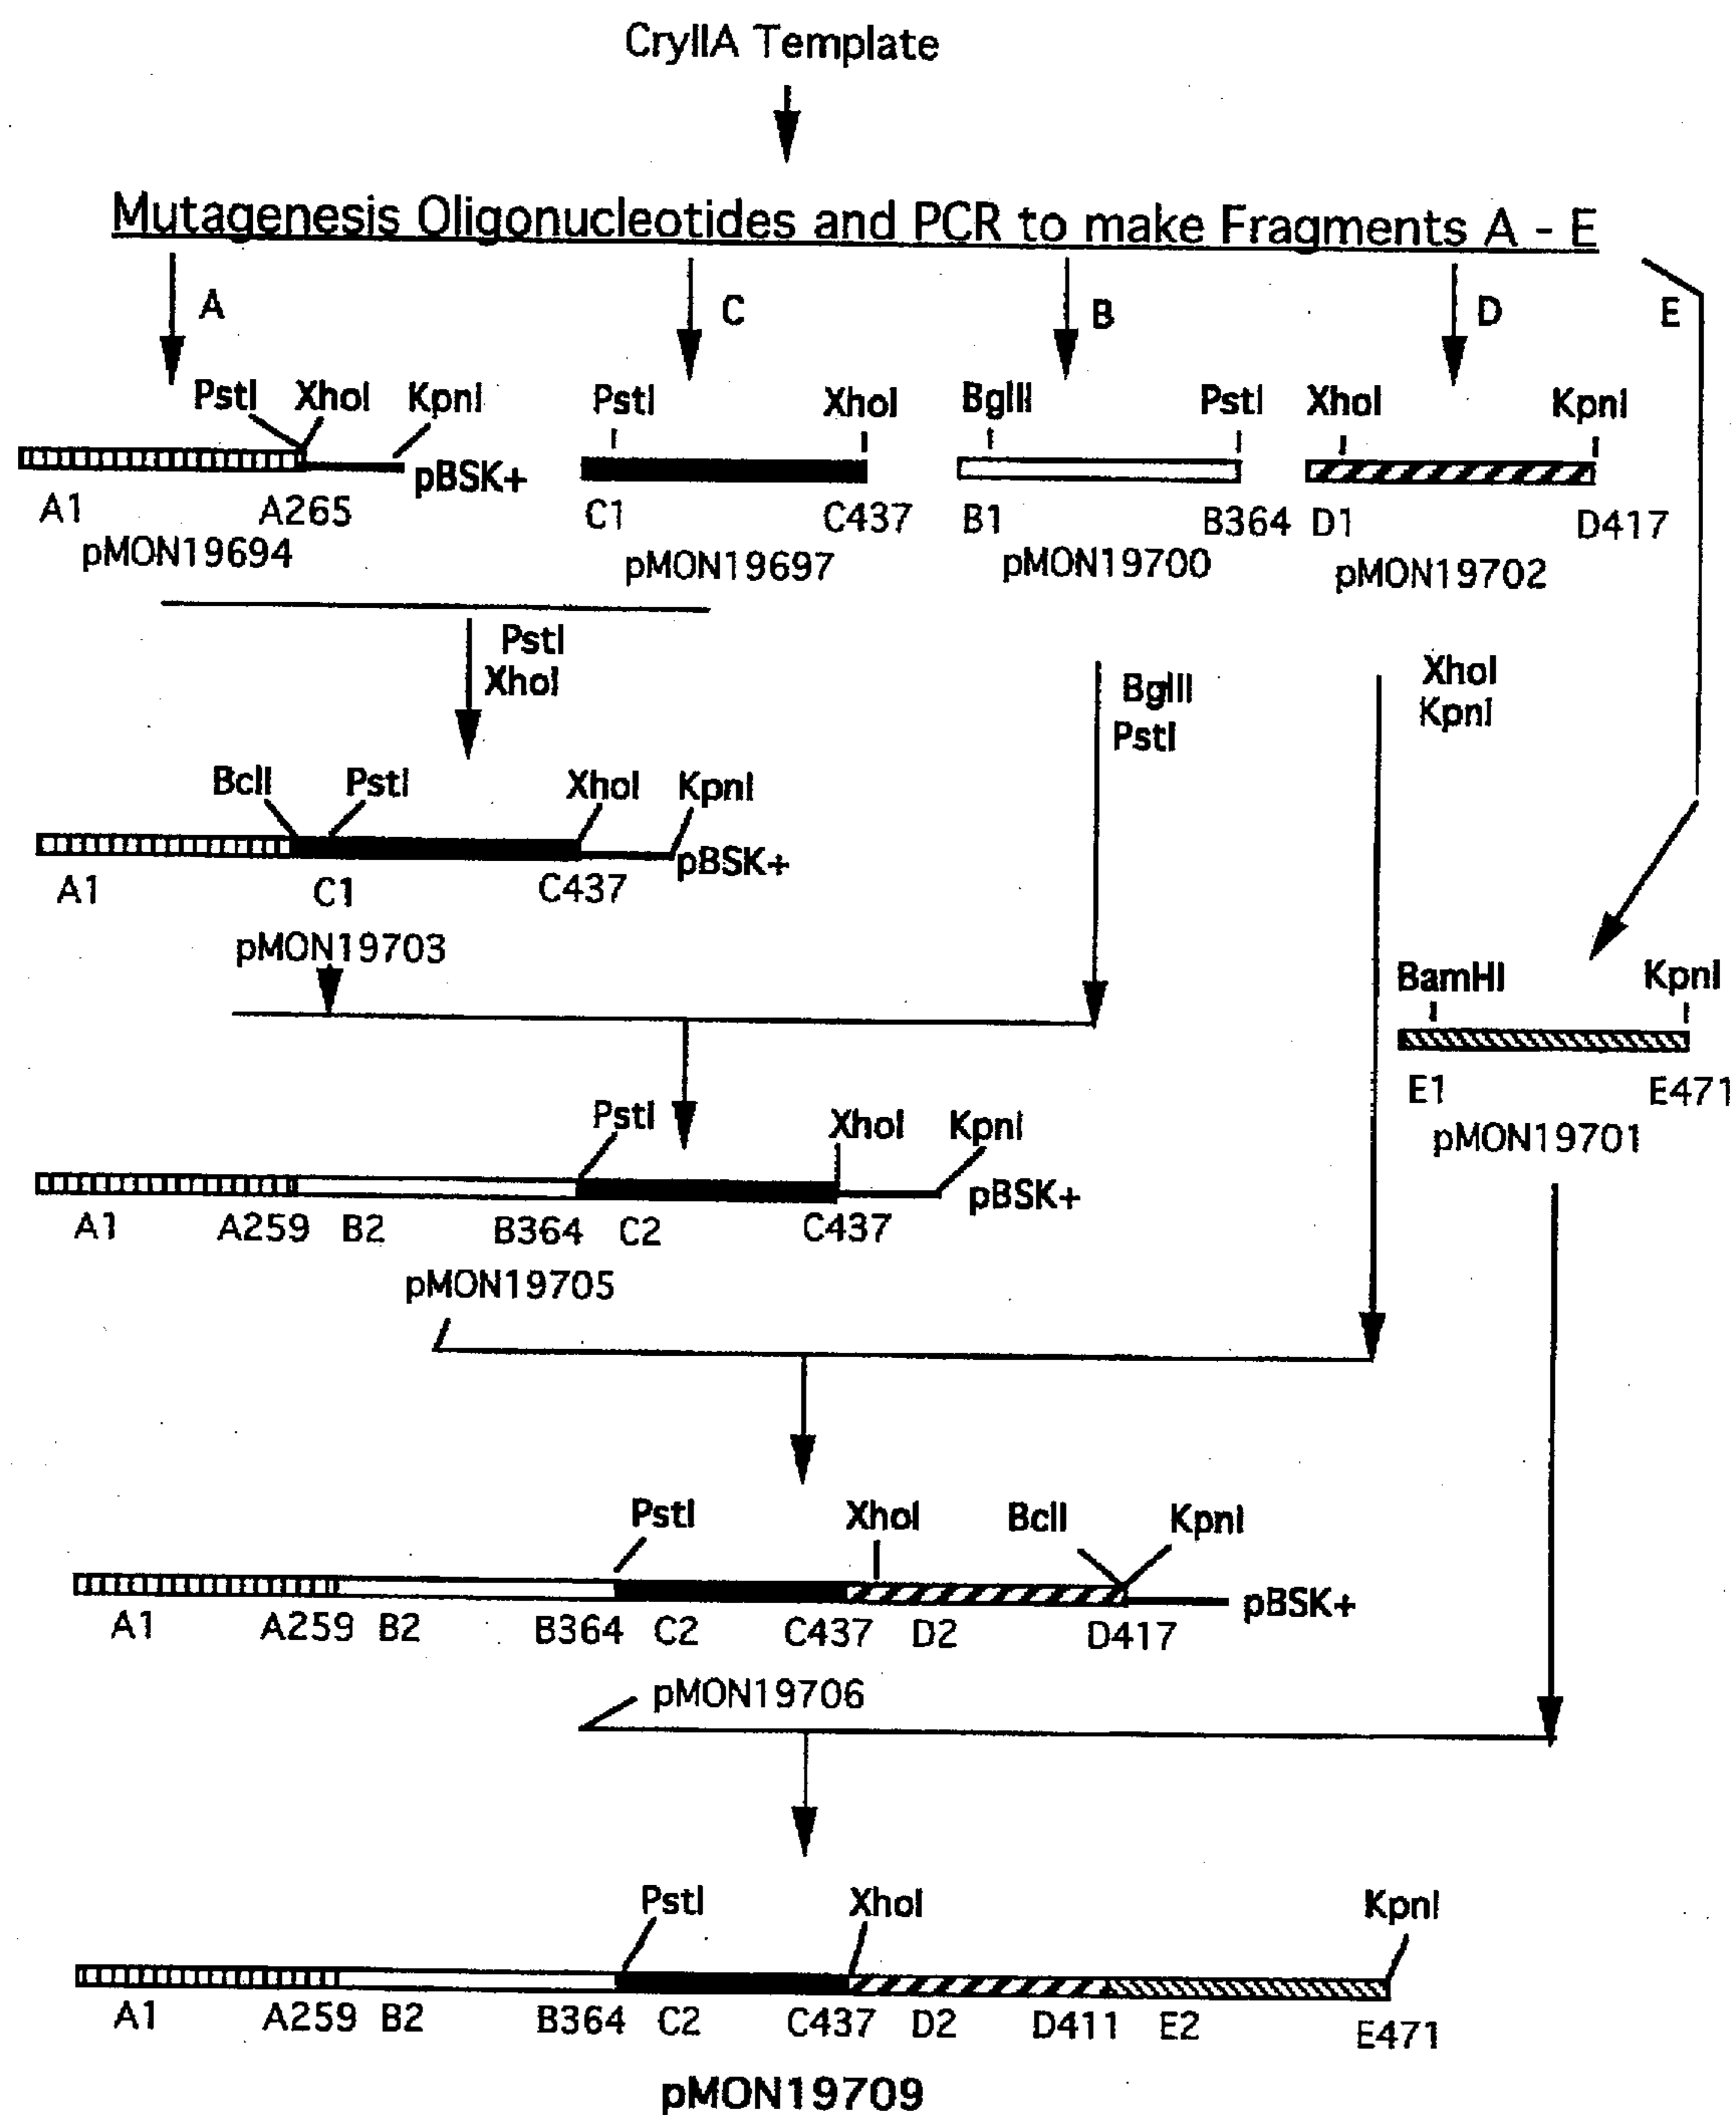 CryIIA Template
Mutagenesis Oligonucleotides and PCR to make Fragments A - E
A C B D E
PstI XhoI KpnI PstI XhoI BglII PstI XhoI KpnI
pBSK+
A1 A265 C1 C437 B1 B364 D1 D417
pMON19694 pMON19697 pMON19700 pMON19702
PstI
XhoI
BglII
PstI
XhoI
KpnI
BclI PstI XhoI KpnI
pBSK+
A1 C1 C437
pMON19703
BamHI KpnI
E1 E471
pMON19701
PstI XhoI KpnI
pBSK+
A1 A259 B2 B364 C2 C437
pMON19705
PstI XhoI BclI KpnI
pBSK+
A1 A259 B2 B364 C2 C437 D2 D417
pMON19706
PstI XhoI KpnI
A1 A259 B2 B364 C2 C437 D2 D411 E2 E471
pMON19709